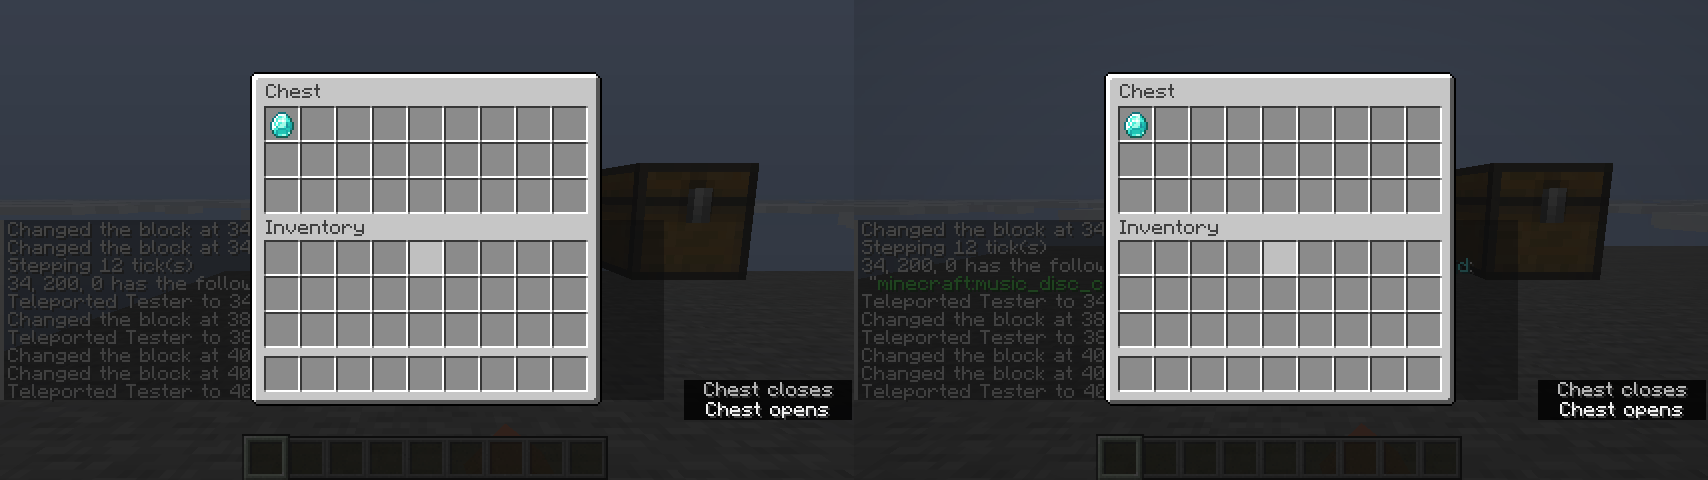 Chest
Inventory
Changed the block at 34
Changed the block at 34
Stepping 12 tick(s)
34, 200, 0 has the follow
Teleported Tester to 34
Changed the block at 38
Teleported Tester to 38
Changed the block at 40
Changed the block at 40
Teleported Tester to 40
Chest closes
Chest opens
Chest
Inventory
Changed the block at 34
Stepping 12 tick(s)
34, 200, 0 has the follow d:
"minecraft:music_disc_c
Teleported Tester to 34
Changed the block at 38
Teleported Tester to 38
Changed the block at 40
Changed the block at 40
Teleported Tester to 40
Chest closes
Chest opens